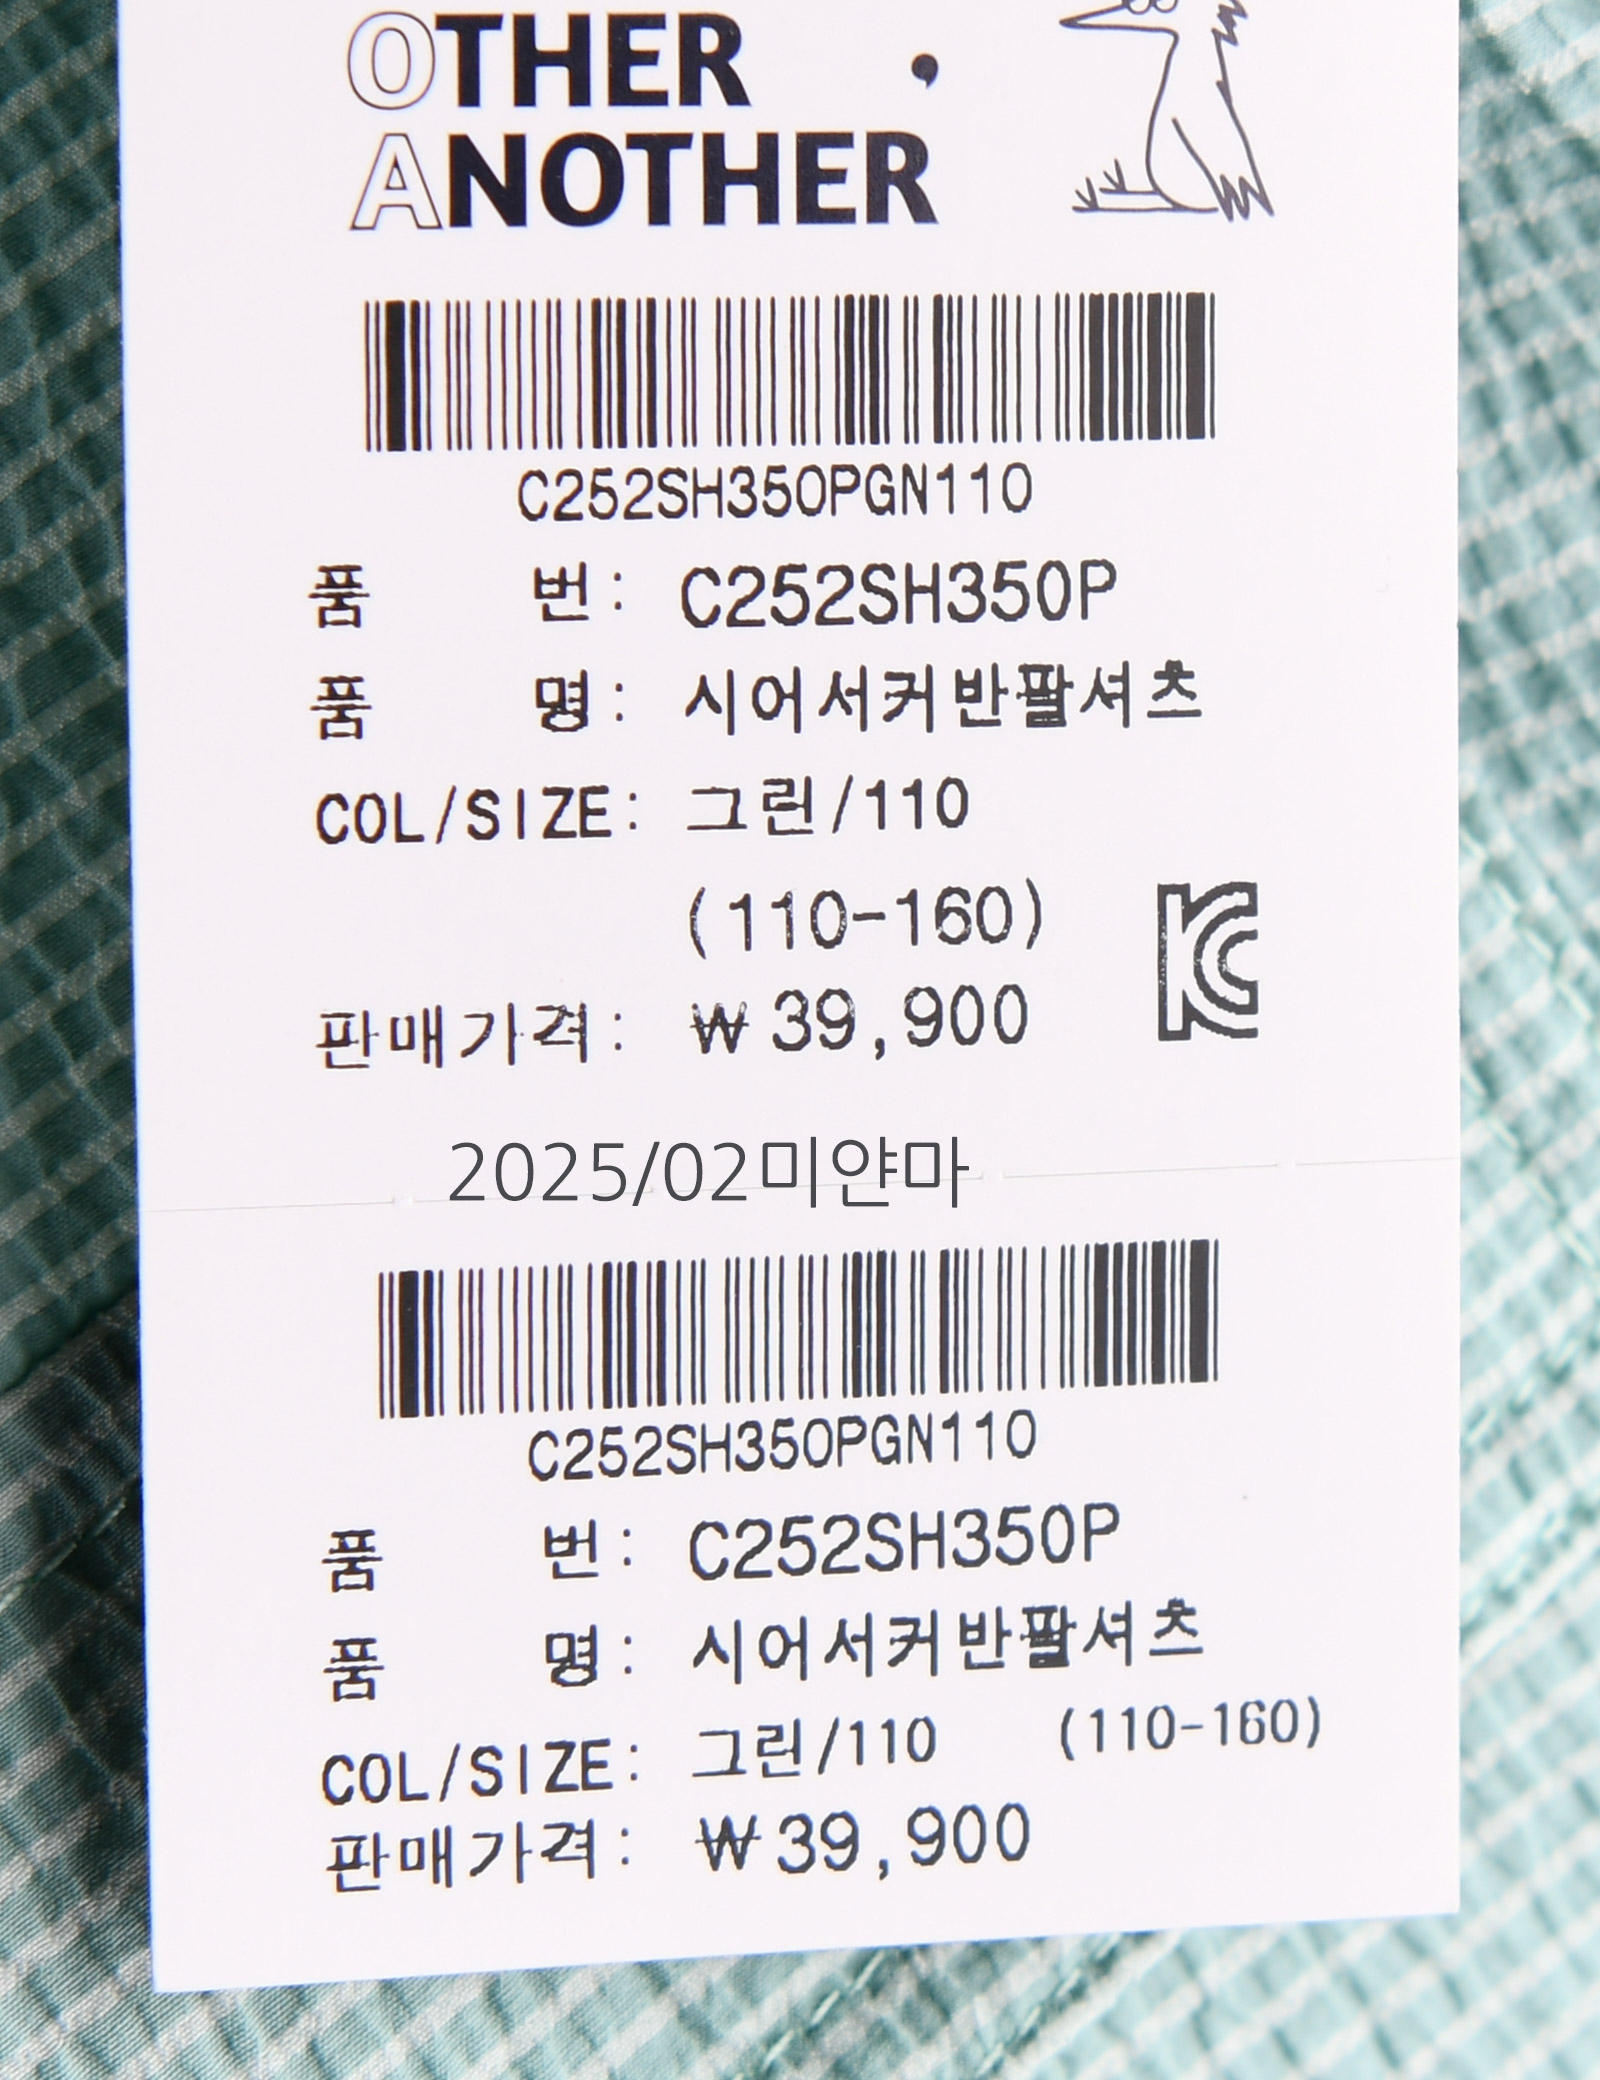 OTHER ,
ANOTHER
C252SH350PGN110
품 번: C252SH350P
품 명: 시어서커반팔셔츠
COL/SIZE: 그린/110
(110-160)
판매가격: ₩39,900
2025/02미얀마
C252SH350PGN110
품 번: C252SH350P
품 명: 시어서커반팔셔츠
COL/SIZE: 그린/110 (110-160)
판매가격: ₩39,900